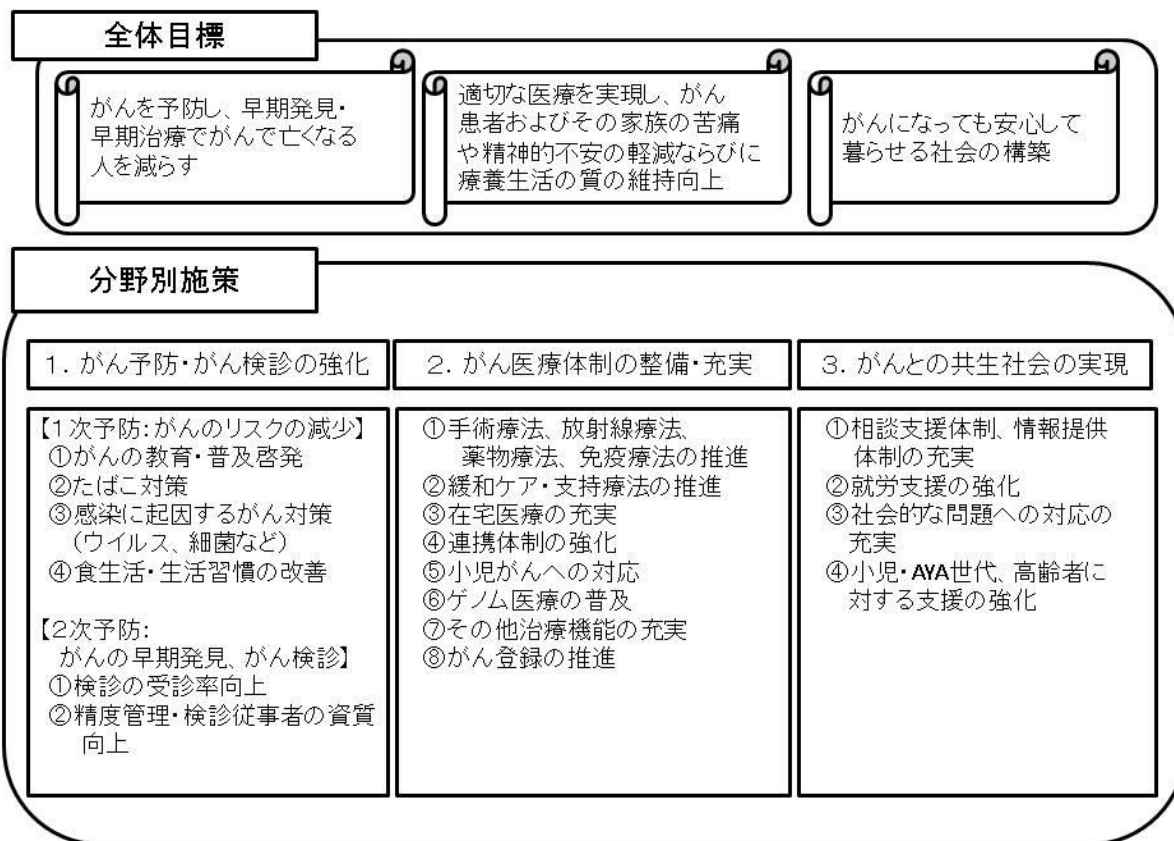 全体目標
がんを予防し、早期発見・
早期治療でがんで亡くなる
人を減らす
適切な医療を実現し、がん
患者およびその家族の苦痛
や精神的不安の軽減ならびに
療養生活の質の維持向上
がんになっても安心して
暮らせる社会の構築
分野別施策
1．がん予防・がん検診の強化
【1次予防：がんのリスクの減少】
①がんの教育・普及啓発
②たばこ対策
③感染に起因するがん対策
（ウイルス、細菌など）
④食生活・生活習慣の改善
【2次予防：
がんの早期発見、がん検診】
①検診の受診率向上
②精度管理・検診従事者の資質
向上
2．がん医療体制の整備・充実
①手術療法、放射線療法、
薬物療法、免疫療法の推進
②緩和ケア・支持療法の推進
③在宅医療の充実
④連携体制の強化
⑤小児がんへの対応
⑥ゲノム医療の普及
⑦その他治療機能の充実
⑧がん登録の推進
3．がんとの共生社会の実現
①相談支援体制、情報提供
体制の充実
②就労支援の強化
③社会的な問題への対応の
充実
④小児・AYA世代、高齢者に
対する支援の強化